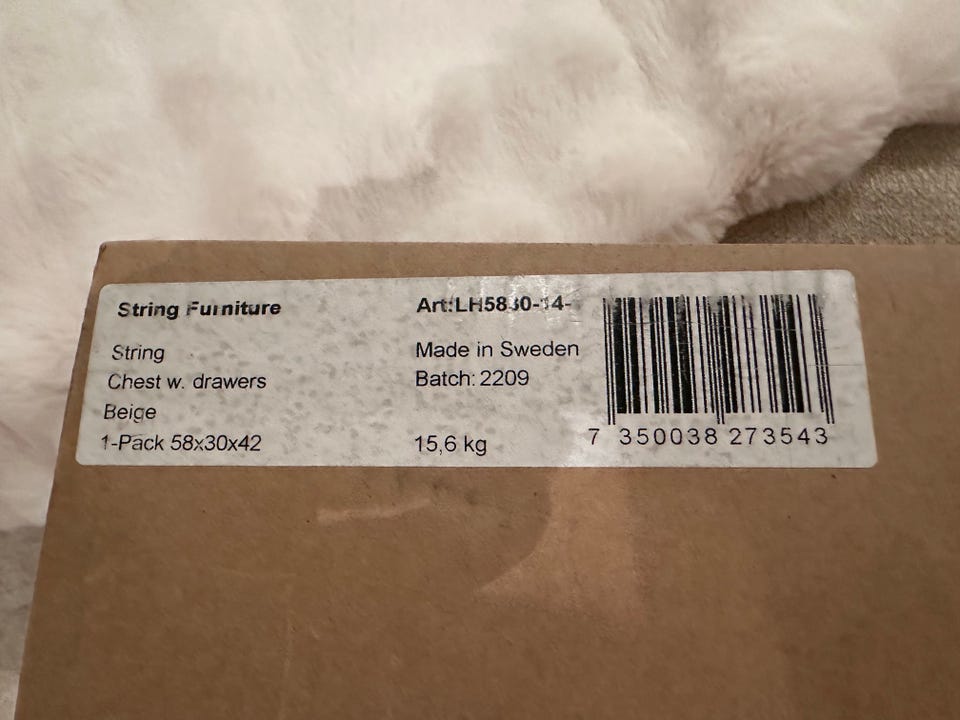 String Furniture
String
Chest w. drawers
Beige
1-Pack 58x30x42
Made in Sweden
Batch: 2209
15,6 kg
7 350038 273543